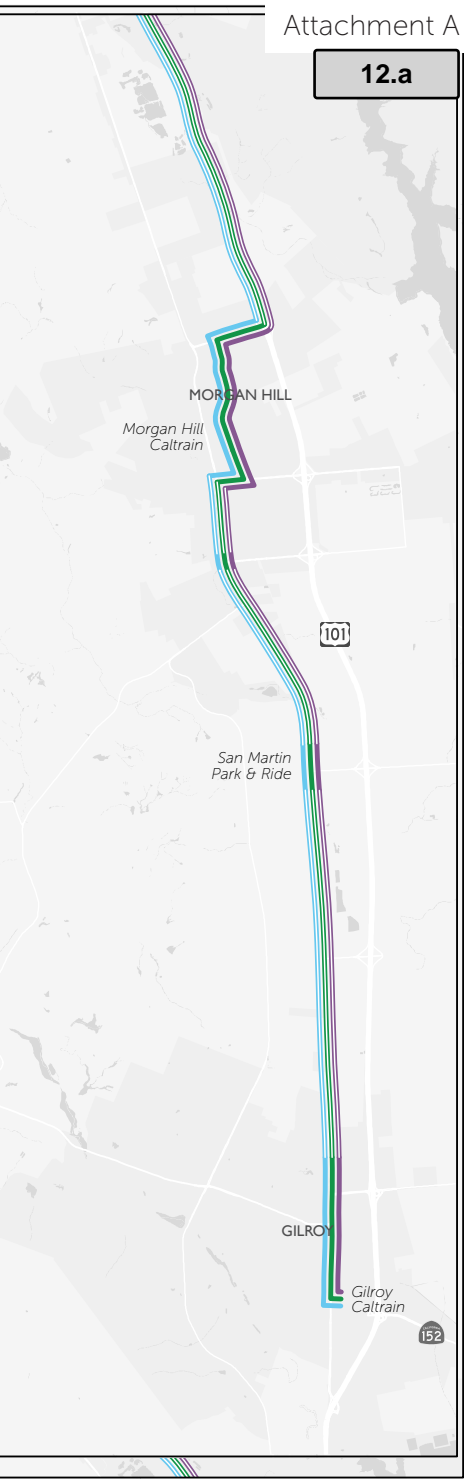 Attachment A
12.a
MORGAN HILL
Morgan Hill
Caltrain
101
San Martin
Park & Ride
GILROY
Gilroy
Caltrain
152